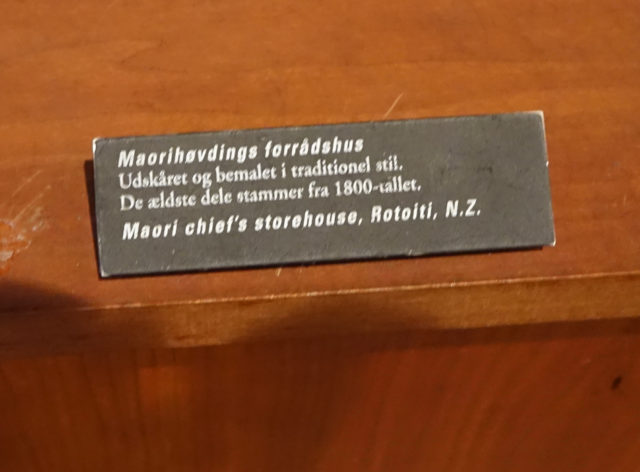 Maorihøvdings forrådshus
Udskåret og bemalet i traditionel stil.
De ældste dele stammer fra 1800-tallet.
Maori chief's storehouse, Rotoiti, N.Z.